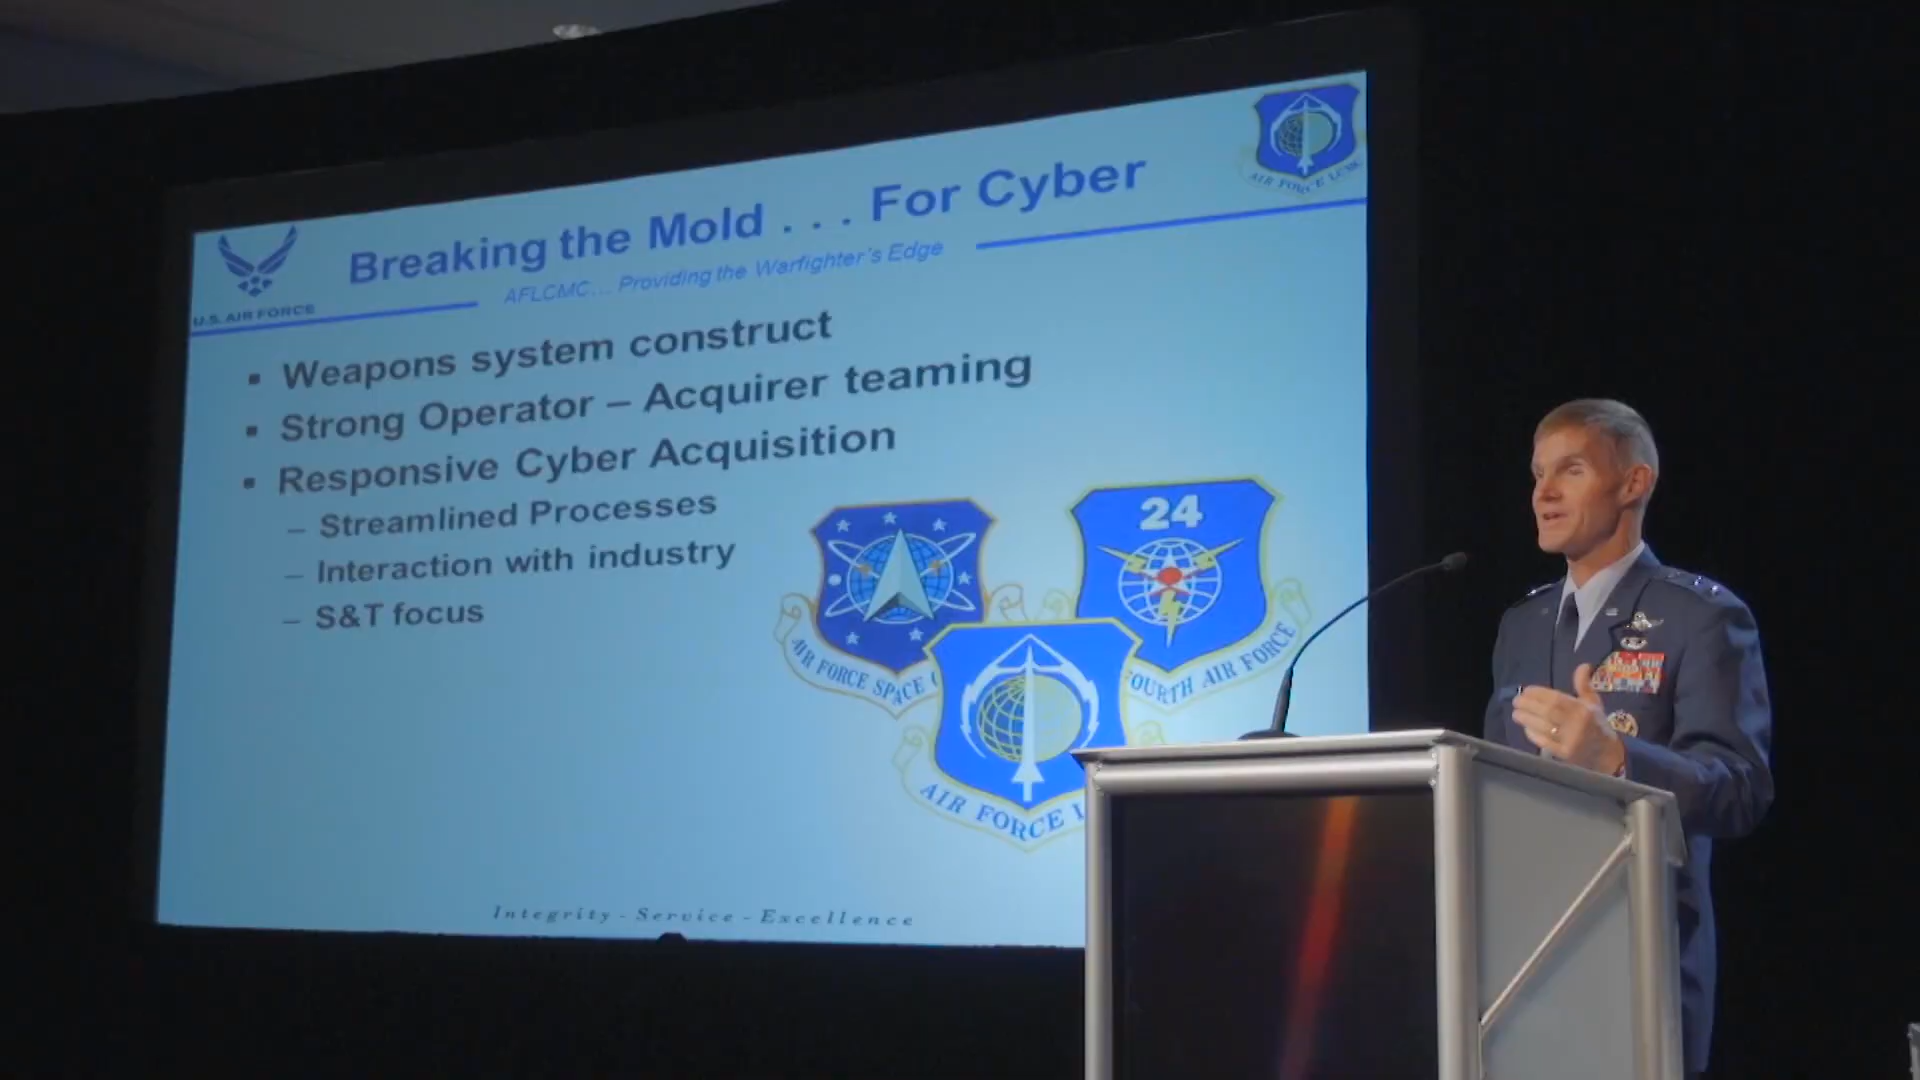 AIR FORCE LCMC
Breaking the Mold . . . For Cyber
AFLCMC... Providing the Warfighter's Edge
U.S. AIR FORCE
▪ Weapons system construct
▪ Strong Operator – Acquirer teaming
▪ Responsive Cyber Acquisition
– Streamlined Processes
– Interaction with industry
– S&T focus
24
AIR FORCE SPACE
OURTH AIR FORCE
AIR FORCE
Integrity - Service - Excellence